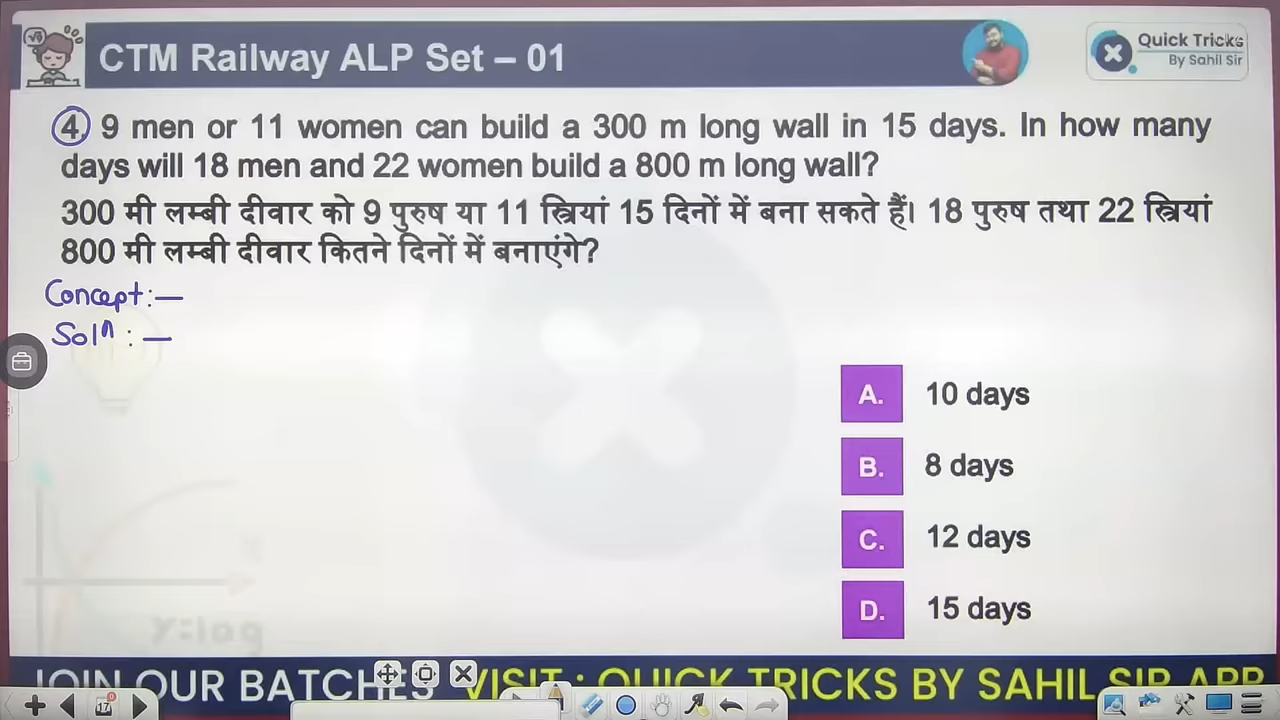 CTM Railway ALP Set – 01
Quick Tricks
By Sahil Sir
4. 9 men or 11 women can build a 300 m long wall in 15 days. In how many
days will 18 men and 22 women build a 800 m long wall?
300 मी लम्बी दीवार को 9 पुरुष या 11 स्त्रियां 15 दिनों में बना सकते हैं। 18 पुरुष तथा 22 स्त्रियां
800 मी लम्बी दीवार कितने दिनों में बनाएंगे?
Concept:—
Solⁿ:—
A. 10 days
B. 8 days
C. 12 days
D. 15 days
y=log
JOIN OUR BATCHES VISIT : QUICK TRICKS BY SAHIL SIR APP
17